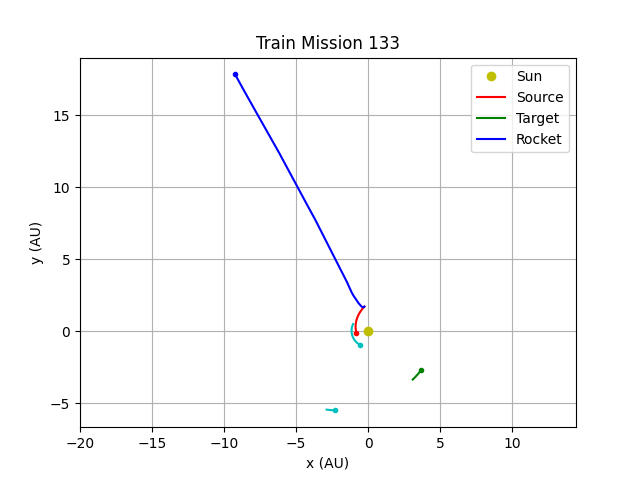 Train Mission 133
Sun
Source
Target
Rocket
15
10
5
0
−5
y (AU)
−20
−15
−10
−5
0
5
10
x (AU)